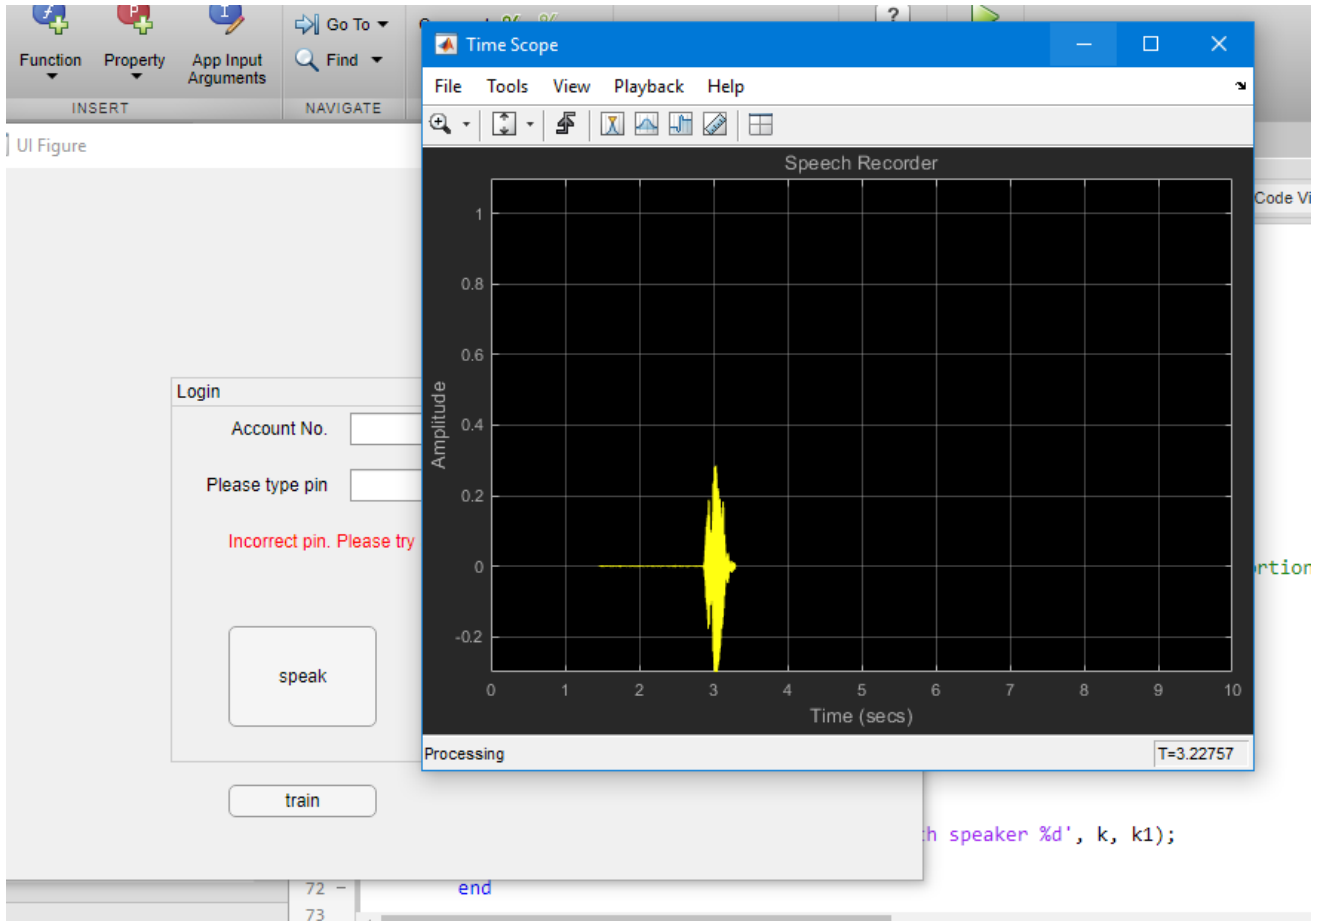 Function
Property
App Input
Arguments
INSERT
Go To
Find
NAVIGATE
?
UI Figure
Login
Account No.
Please type pin
Incorrect pin. Please try
speak
train
Time Scope
File Tools View Playback Help
Speech Recorder
Amplitude
1
0.8
0.6
0.4
0.2
0
-0.2
0 1 2 3 4 5 6 7 8 9 10
Time (secs)
Processing
T=3.22757
Code Vi
rtion
h speaker %d', k, k1);
72 –
end
73